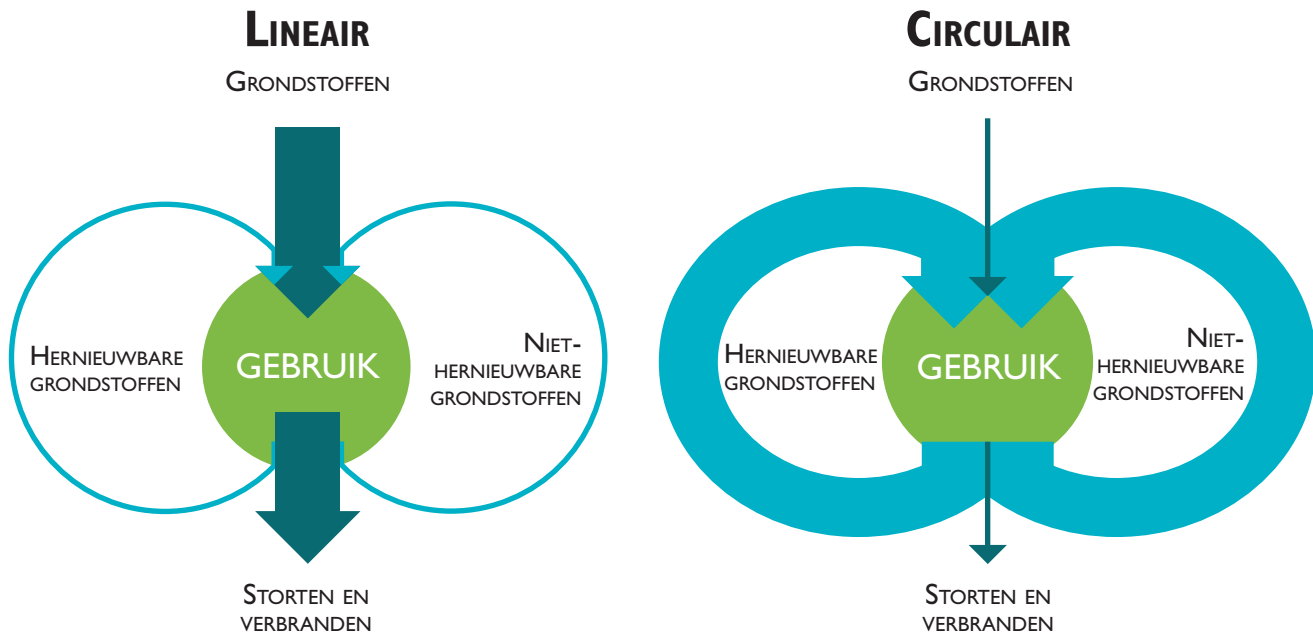 LINEAIR
GRONDSTOFFEN
HERNIEUWBARE
GRONDSTOFFEN
GEBRUIK
NIET-
HERNIEUWBARE
GRONDSTOFFEN
STORTEN EN
VERBRANDEN
CIRCULAIR
GRONDSTOFFEN
HERNIEUWBARE
GRONDSTOFFEN
GEBRUIK
NIET-
HERNIEUWBARE
GRONDSTOFFEN
STORTEN EN
VERBRANDEN